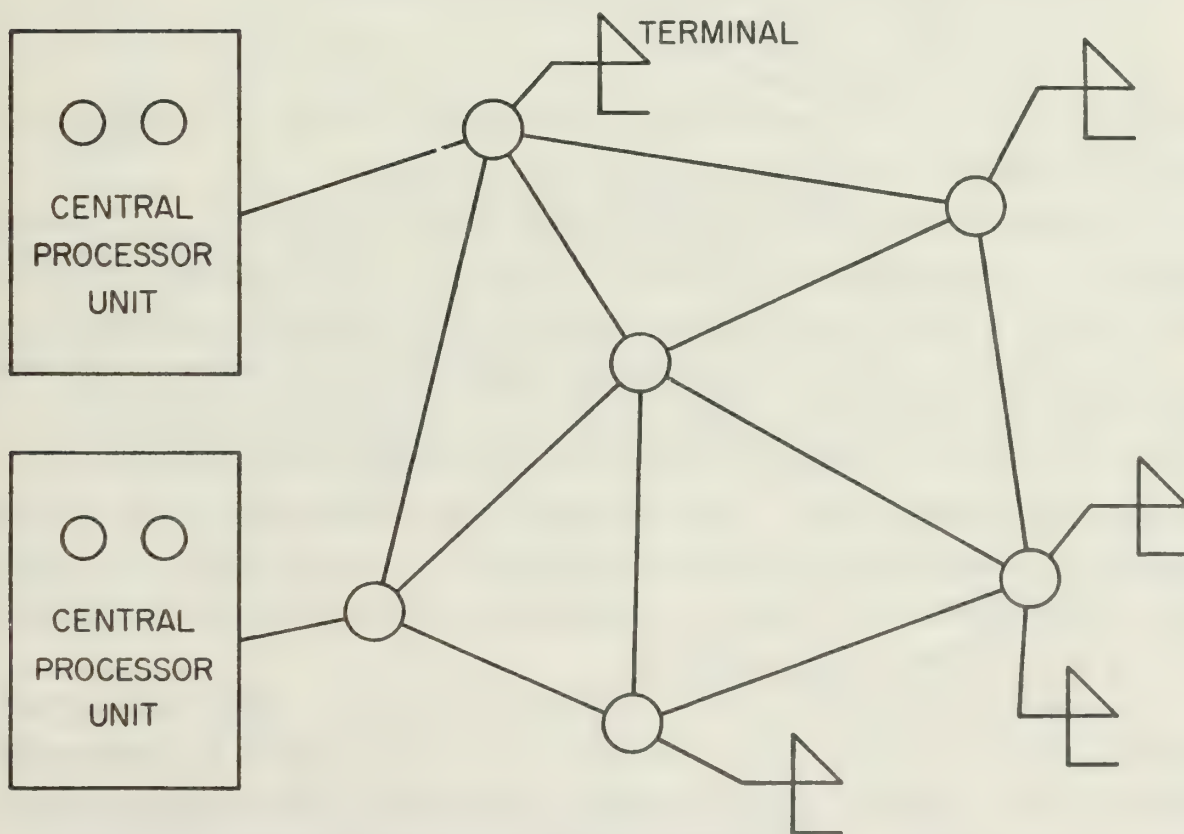 TERMINAL
CENTRAL
PROCESSOR
UNIT
CENTRAL
PROCESSOR
UNIT